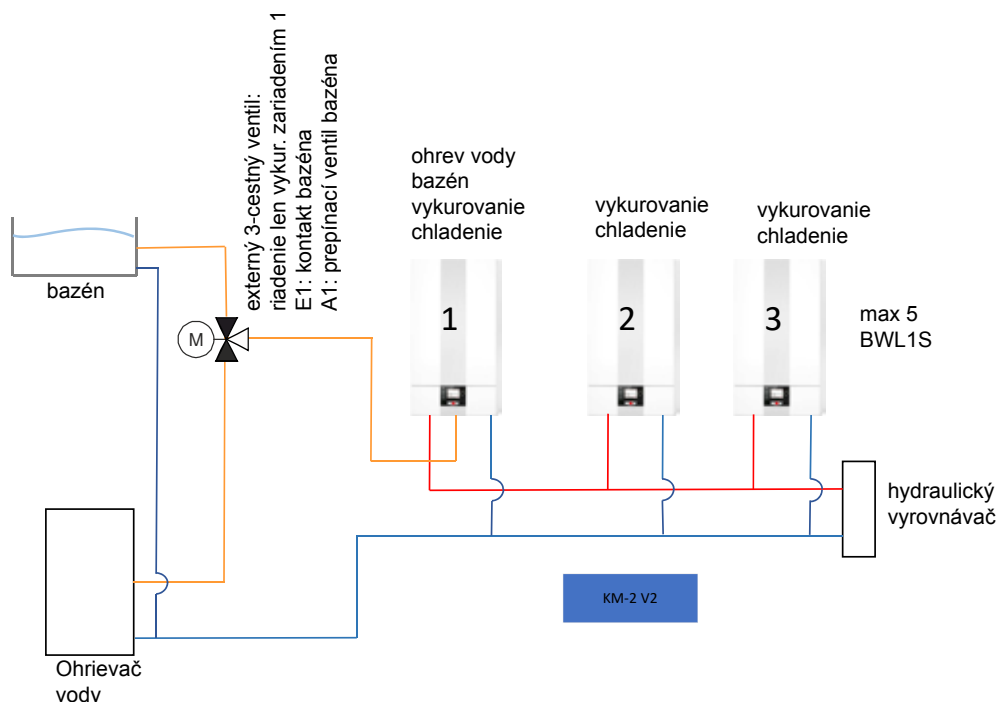 externý 3-cestný ventil:
riadenie len vykur. zariadením 1
E1: kontakt bazéna
A1: prepínací ventil bazéna
ohrev vody
bazén
vykurovanie
chladenie
vykurovanie
chladenie
vykurovanie
chladenie
bazén
1
2
3
max 5
BWL1S
M
hydraulický
vyrovnávač
KM-2 V2
Ohrievač
vody